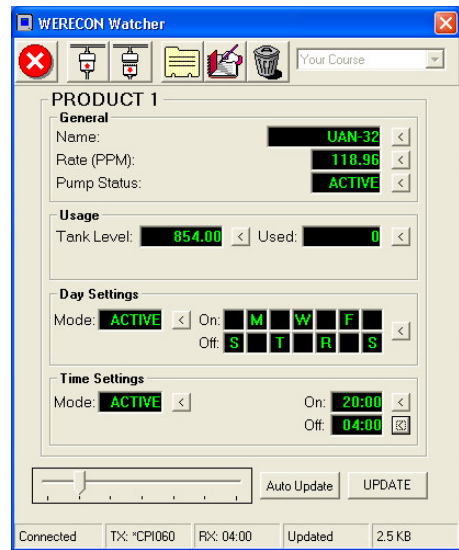 WERECON Watcher
Your Course
PRODUCT 1
General
Name: UAN-32 <
Rate (PPM): 118.96 <
Pump Status: ACTIVE <
Usage
Tank Level: 854.00 < Used: 0 <
Day Settings
Mode: ACTIVE < On: M W F <
Off: S T R S
Time Settings
Mode: ACTIVE < On: 20:00 <
Off: 04:00 <
Auto Update UPDATE
Connected TX: *CPI060 RX: 04:00 Updated 2.5 KB